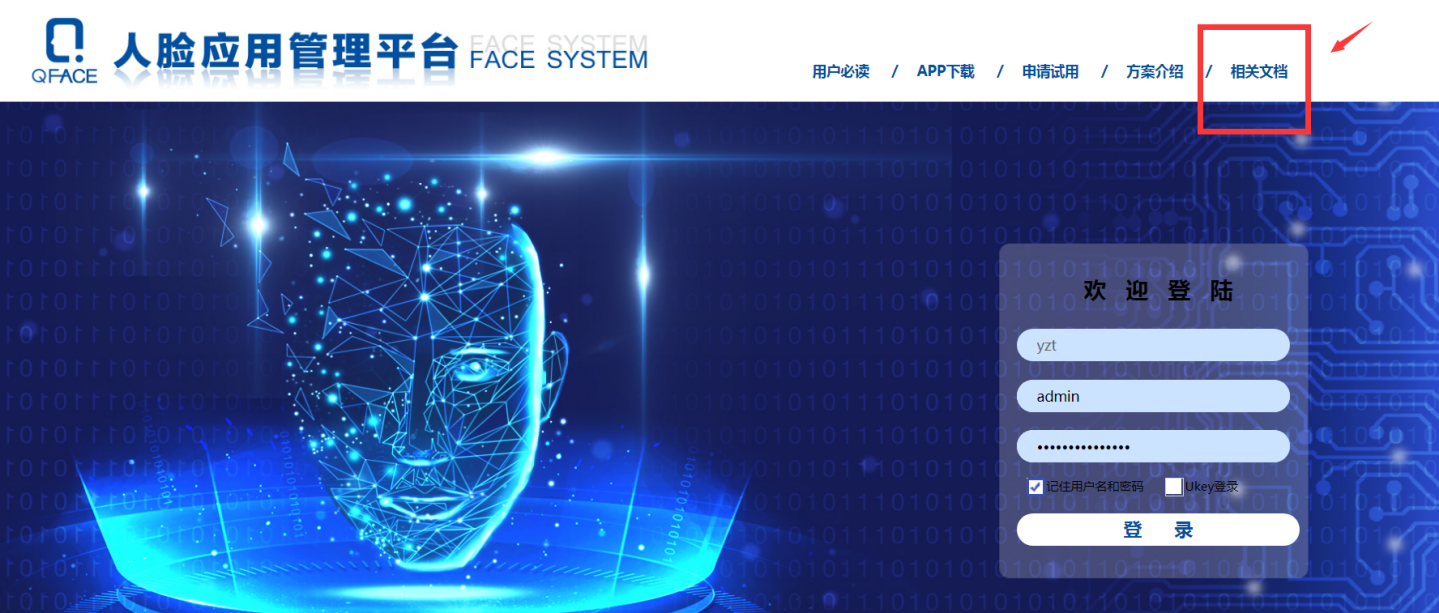 QFACE
人脸应用管理平台 FACE SYSTEM
用户必读 / APP下载 / 申请试用 / 方案介绍 / 相关文档
欢迎登陆
yzt
admin
•••••••••••••••
记住用户名和密码 Ukey登录
登 录